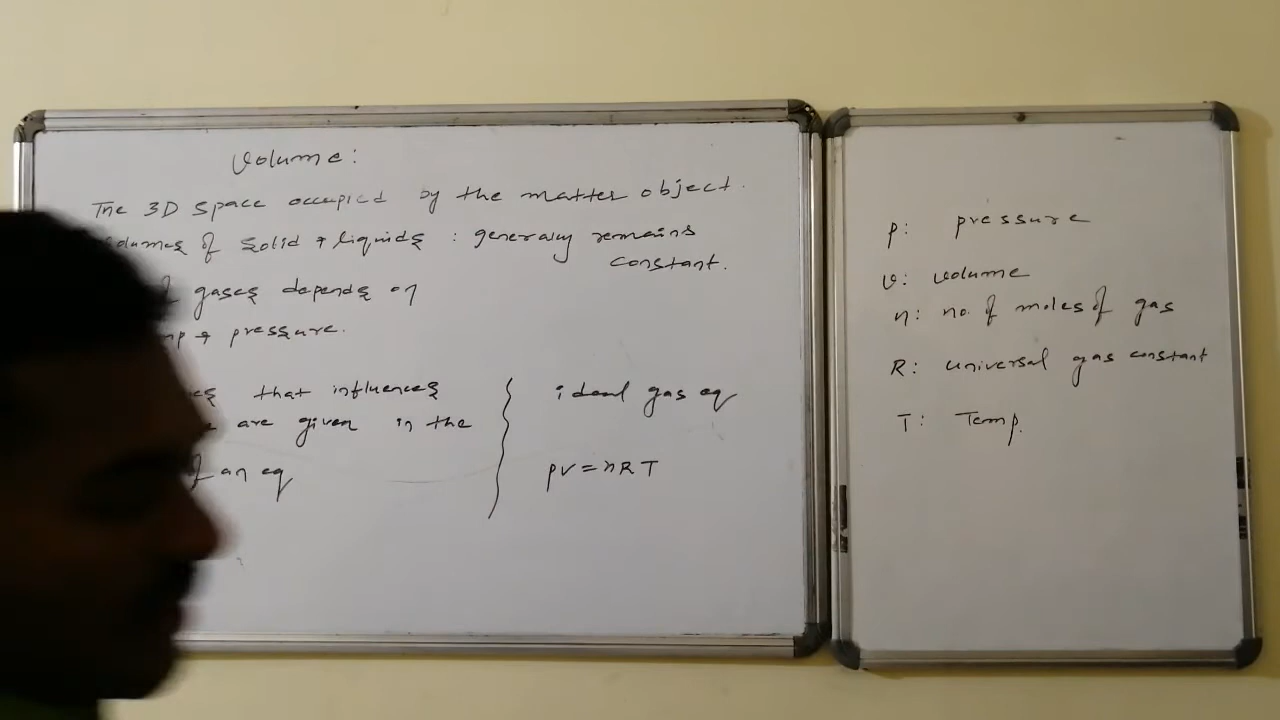 Volume:
The 3D space occupied by the matter object.
of solid + liquids : generally remains
constant.
gases depends on
+ pressure.
that influences
are given in the
of an eq
ideal gas eq
PV = nRT
p: pressure
v: volume
n: no. of moles of gas
R: universal gas constant
T: Temp.